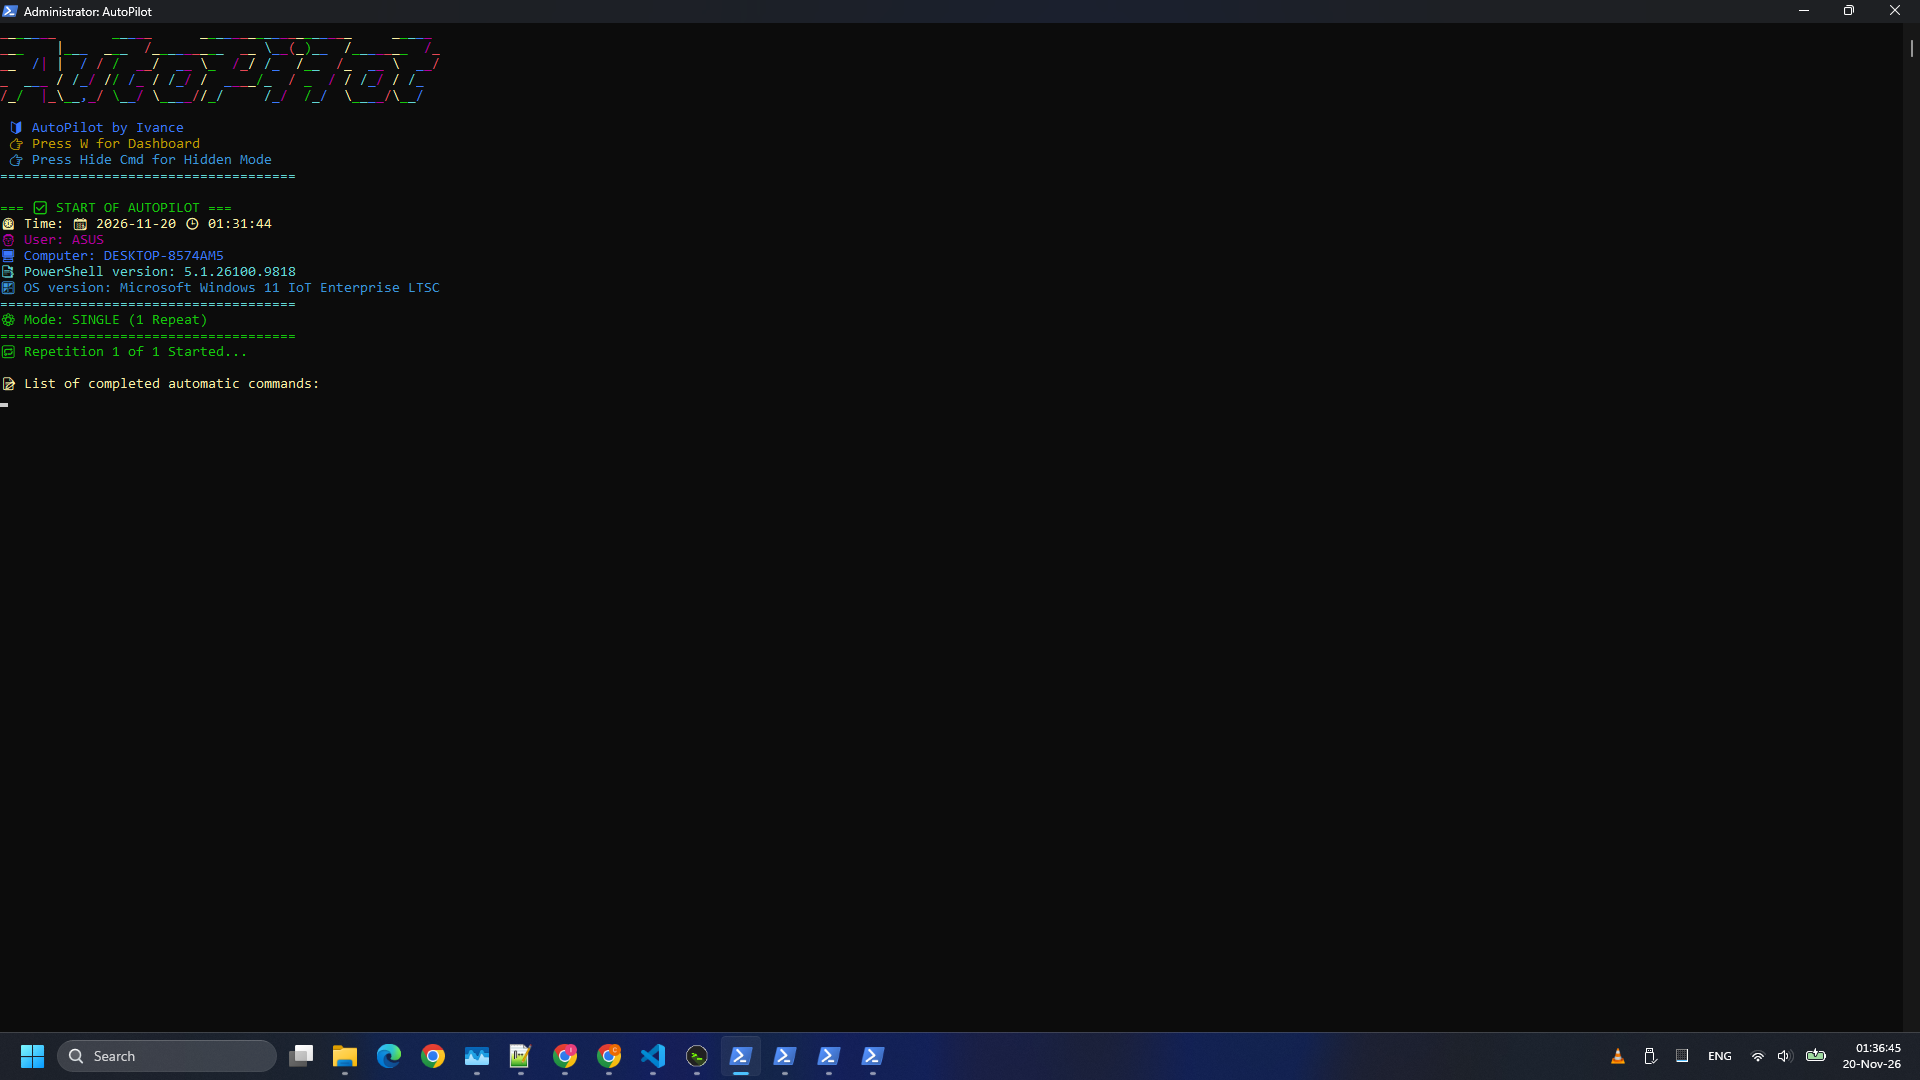 Administrator: AutoPilot
AutoPilot by Ivance
Press W for Dashboard
Press Hide Cmd for Hidden Mode
=====================================
=== START OF AUTOPILOT ===
Time: 2026-11-20 01:31:44
User: ASUS
Computer: DESKTOP-8574AM5
PowerShell version: 5.1.26100.9818
OS version: Microsoft Windows 11 IoT Enterprise LTSC
=====================================
Mode: SINGLE (1 Repeat)
=====================================
Repetition 1 of 1 Started...
List of completed automatic commands:
Search
ENG
01:36:45
20-Nov-26